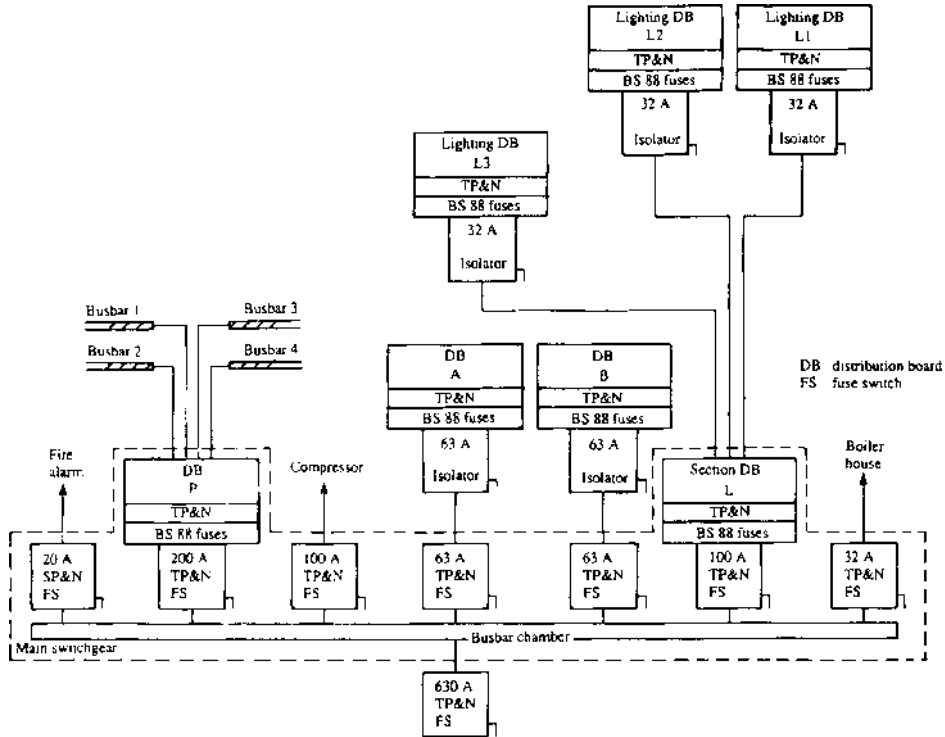 Lighting DB
L2
TP&N
BS 88 fuses
32 A
Isolator
Lighting DB
L1
TP&N
BS 88 fuses
32 A
Isolator
Lighting DB
L3
TP&N
BS 88 fuses
32 A
Isolator
Busbar 1
Busbar 3
Busbar 2
Busbar 4
DB
A
TP&N
BS 88 fuses
63 A
Isolator
DB
B
TP&N
BS 88 fuses
63 A
Isolator
DB distribution board
FS fuse switch
Fire
alarm
DB
P
TP&N
BS 88 fuses
Compressor
Section DB
L
TP&N
BS 88 fuses
Boiler
house
20 A
SP&N
FS
200 A
TP&N
FS
100 A
TP&N
FS
63 A
TP&N
FS
63 A
TP&N
FS
100 A
TP&N
FS
32 A
TP&N
FS
Busbar chamber
Main switchgear
630 A
TP&N
FS